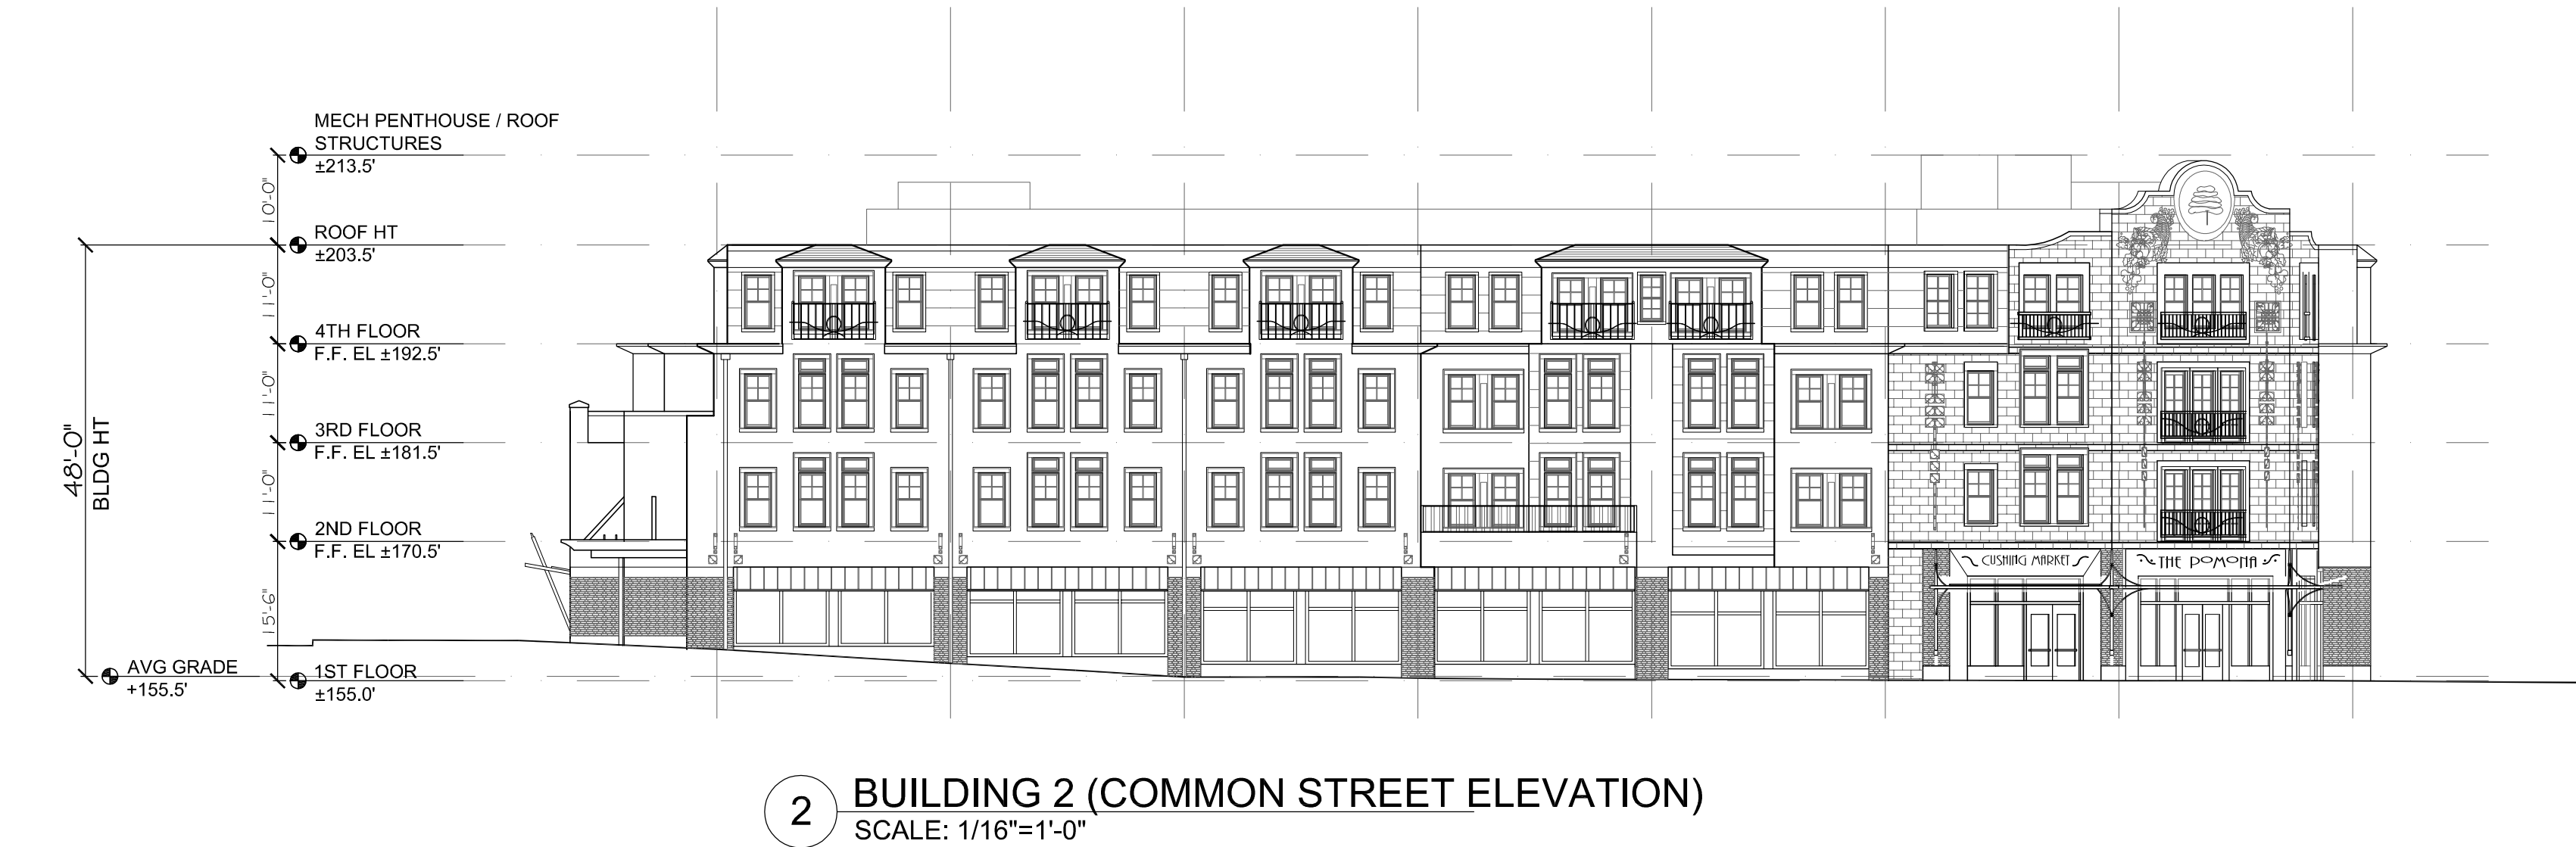 MECH PENTHOUSE / ROOF
STRUCTURES
±213.5'
10'-0"
ROOF HT
±203.5'
11'-0"
4TH FLOOR
F.F. EL ±192.5'
11'-0"
3RD FLOOR
F.F. EL ±181.5'
11'-0"
2ND FLOOR
F.F. EL ±170.5'
15'-6"
1ST FLOOR
±155.0'
48'-0"
BLDG HT
AVG GRADE
+155.5'
CUSHING MARKET
THE POMONA
2
BUILDING 2 (COMMON STREET ELEVATION)
SCALE: 1/16"=1'-0"